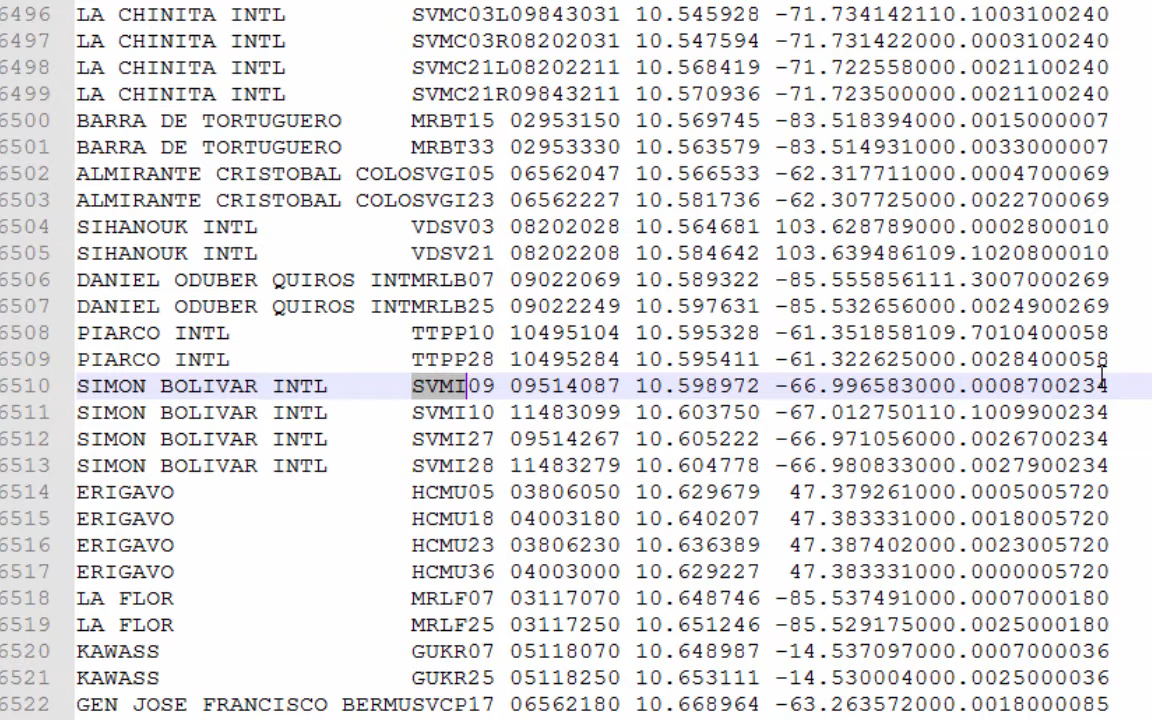 6496 LA CHINITA INTL         SVMC03L09843031 10.545928 -71.734142110.1003100240
6497 LA CHINITA INTL         SVMC03R08202031 10.547594 -71.731422000.0003100240
6498 LA CHINITA INTL         SVMC21L08202211 10.568419 -71.722558000.0021100240
6499 LA CHINITA INTL         SVMC21R09843211 10.570936 -71.723500000.0021100240
6500 BARRA DE TORTUGUERO     MRBT15 02953150 10.569745 -83.518394000.0015000007
6501 BARRA DE TORTUGUERO     MRBT33 02953330 10.563579 -83.514931000.0033000007
6502 ALMIRANTE CRISTOBAL COLOSVGI05 06562047 10.566533 -62.317711000.0004700069
6503 ALMIRANTE CRISTOBAL COLOSVGI23 06562227 10.581736 -62.307725000.0022700069
6504 SIHANOUK INTL           VDSV03 08202028 10.564681 103.628789000.0002800010
6505 SIHANOUK INTL           VDSV21 08202208 10.584642 103.639486109.1020800010
6506 DANIEL ODUBER QUIROS INTMRLB07 09022069 10.589322 -85.555856111.3007000269
6507 DANIEL ODUBER QUIROS INTMRLB25 09022249 10.597631 -85.532656000.0024900269
6508 PIARCO INTL             TTPP10 10495104 10.595328 -61.351858109.7010400058
6509 PIARCO INTL             TTPP28 10495284 10.595411 -61.322625000.0028400058
6510 SIMON BOLIVAR INTL      SVMI09 09514087 10.598972 -66.996583000.0008700234
6511 SIMON BOLIVAR INTL      SVMI10 11483099 10.603750 -67.012750110.1009900234
6512 SIMON BOLIVAR INTL      SVMI27 09514267 10.605222 -66.971056000.0026700234
6513 SIMON BOLIVAR INTL      SVMI28 11483279 10.604778 -66.980833000.0027900234
6514 ERIGAVO                 HCMU05 03806050 10.629679  47.379261000.0005005720
6515 ERIGAVO                 HCMU18 04003180 10.640207  47.383331000.0018005720
6516 ERIGAVO                 HCMU23 03806230 10.636389  47.387402000.0023005720
6517 ERIGAVO                 HCMU36 04003000 10.629227  47.383331000.0000005720
6518 LA FLOR                 MRLF07 03117070 10.648746 -85.537491000.0007000180
6519 LA FLOR                 MRLF25 03117250 10.651246 -85.529175000.0025000180
6520 KAWASS                  GUKR07 05118070 10.648987 -14.537097000.0007000036
6521 KAWASS                  GUKR25 05118250 10.653111 -14.530004000.0025000036
6522 GEN JOSE FRANCISCO BERMUSVCP17 06562180 10.668964 -63.263572000.0018000085